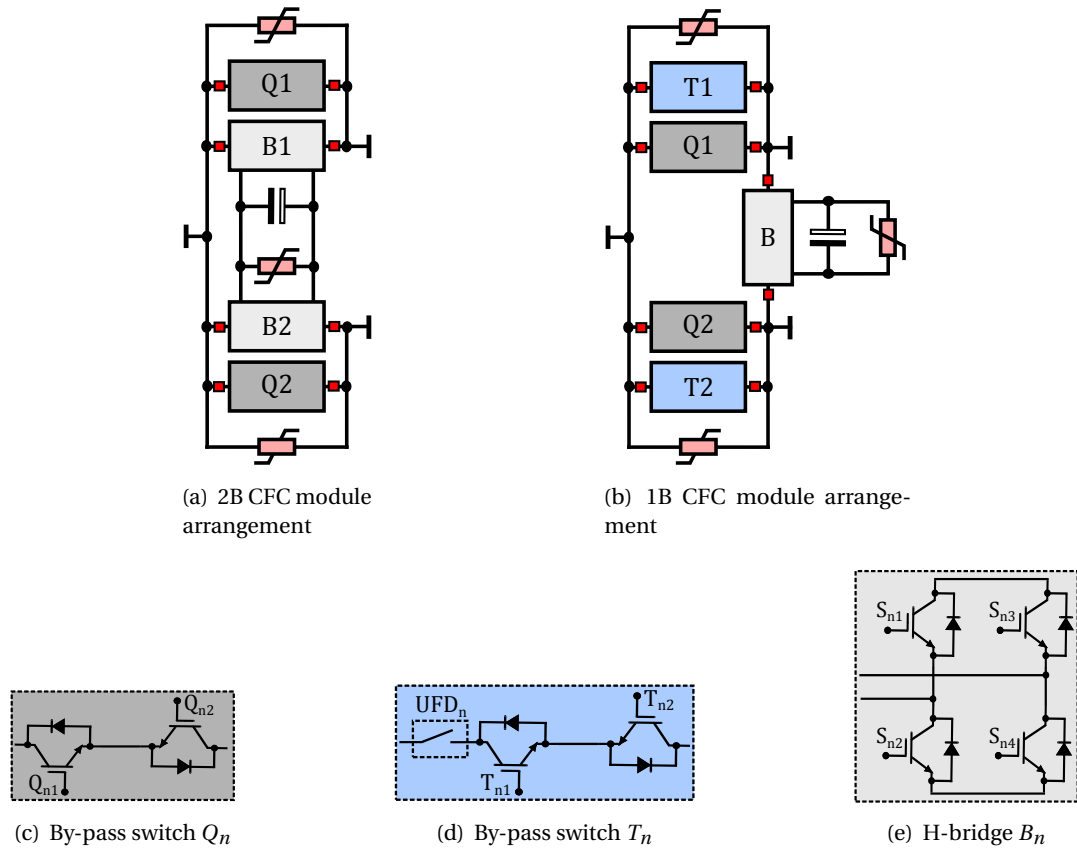 Q1
B1
B2
Q2
(a) 2B CFC module
arrangement
T1
Q1
B
Q2
T2
(b) 1B CFC module arrange-
ment
Qn1
Qn2
(c) By-pass switch Qn
UFDn
Tn1
Tn2
(d) By-pass switch Tn
Sn1
Sn3
Sn2
Sn4
(e) H-bridge Bn